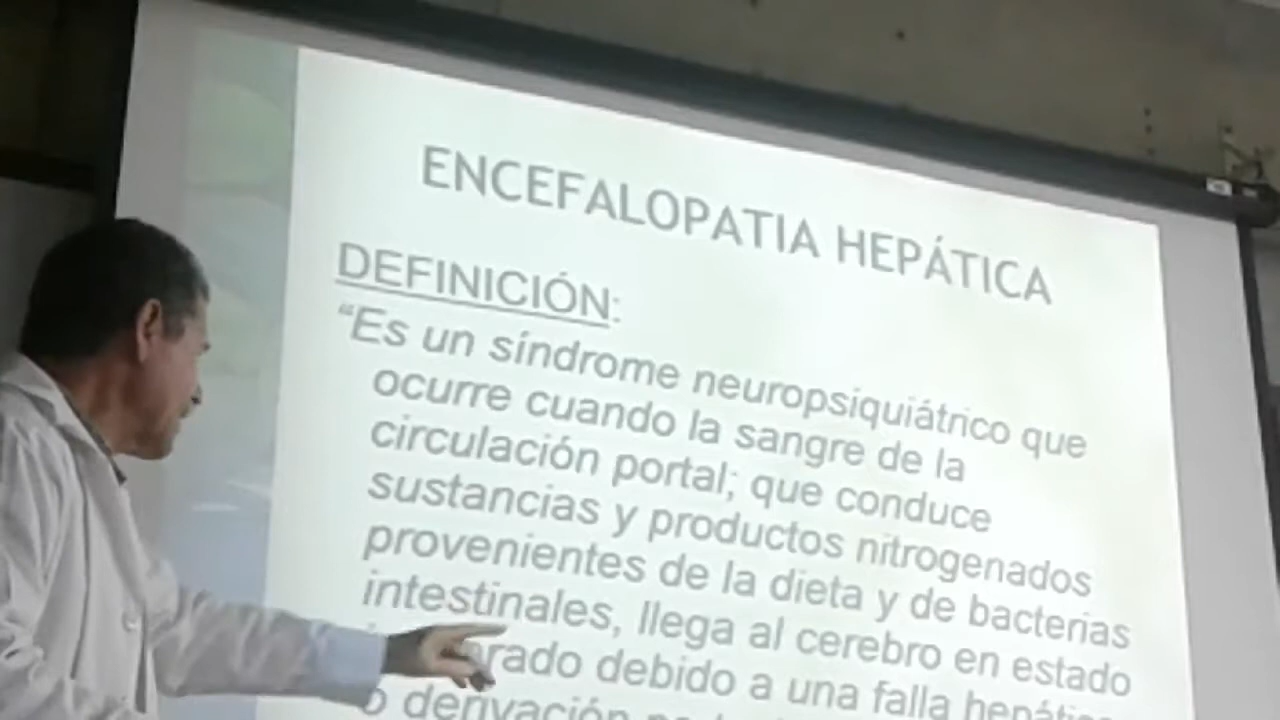 ENCEFALOPATIA HEPÁTICA
DEFINICIÓN:
“Es un síndrome neuropsiquiátrico que
ocurre cuando la sangre de la
circulación portal; que conduce
sustancias y productos nitrogenados
provenientes de la dieta y de bacterias
intestinales, llega al cerebro en estado
debido a una falla
o derivación